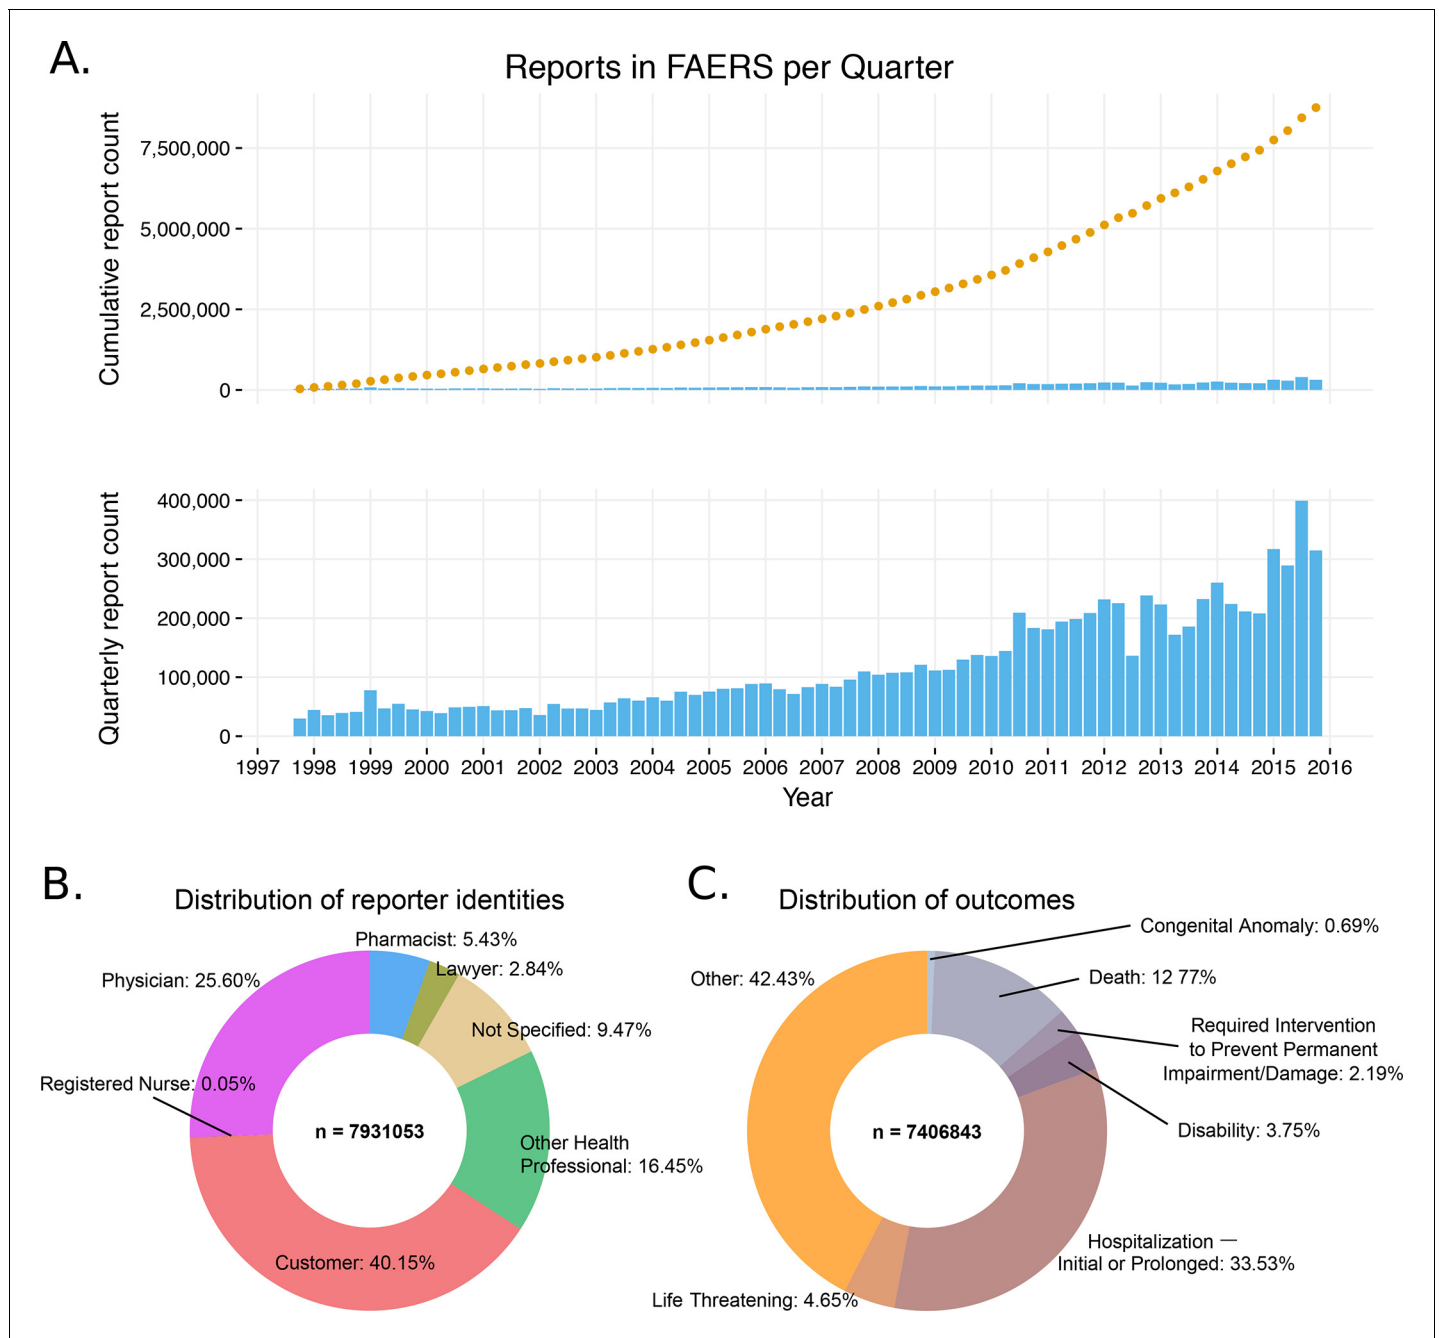 A.
Reports in FAERS per Quarter
Cumulative report count
7,500,000
5,000,000
2,500,000
0
Quarterly report count
400,000
300,000
200,000
100,000
0
1997 1998 1999 2000 2001 2002 2003 2004 2005 2006 2007 2008 2009 2010 2011 2012 2013 2014 2015 2016
Year
B.
Distribution of reporter identities
Pharmacist: 5.43%
Lawyer: 2.84%
Physician: 25.60%
Not Specified: 9.47%
Registered Nurse: 0.05%
n = 7931053
Other Health
Professional: 16.45%
Customer: 40.15%
C.
Distribution of outcomes
Congenital Anomaly: 0.69%
Other: 42.43%
Death: 12 77.%
Required Intervention
to Prevent Permanent
Impairment/Damage: 2.19%
n = 7406843
Disability: 3.75%
Hospitalization —
Initial or Prolonged: 33.53%
Life Threatening: 4.65%